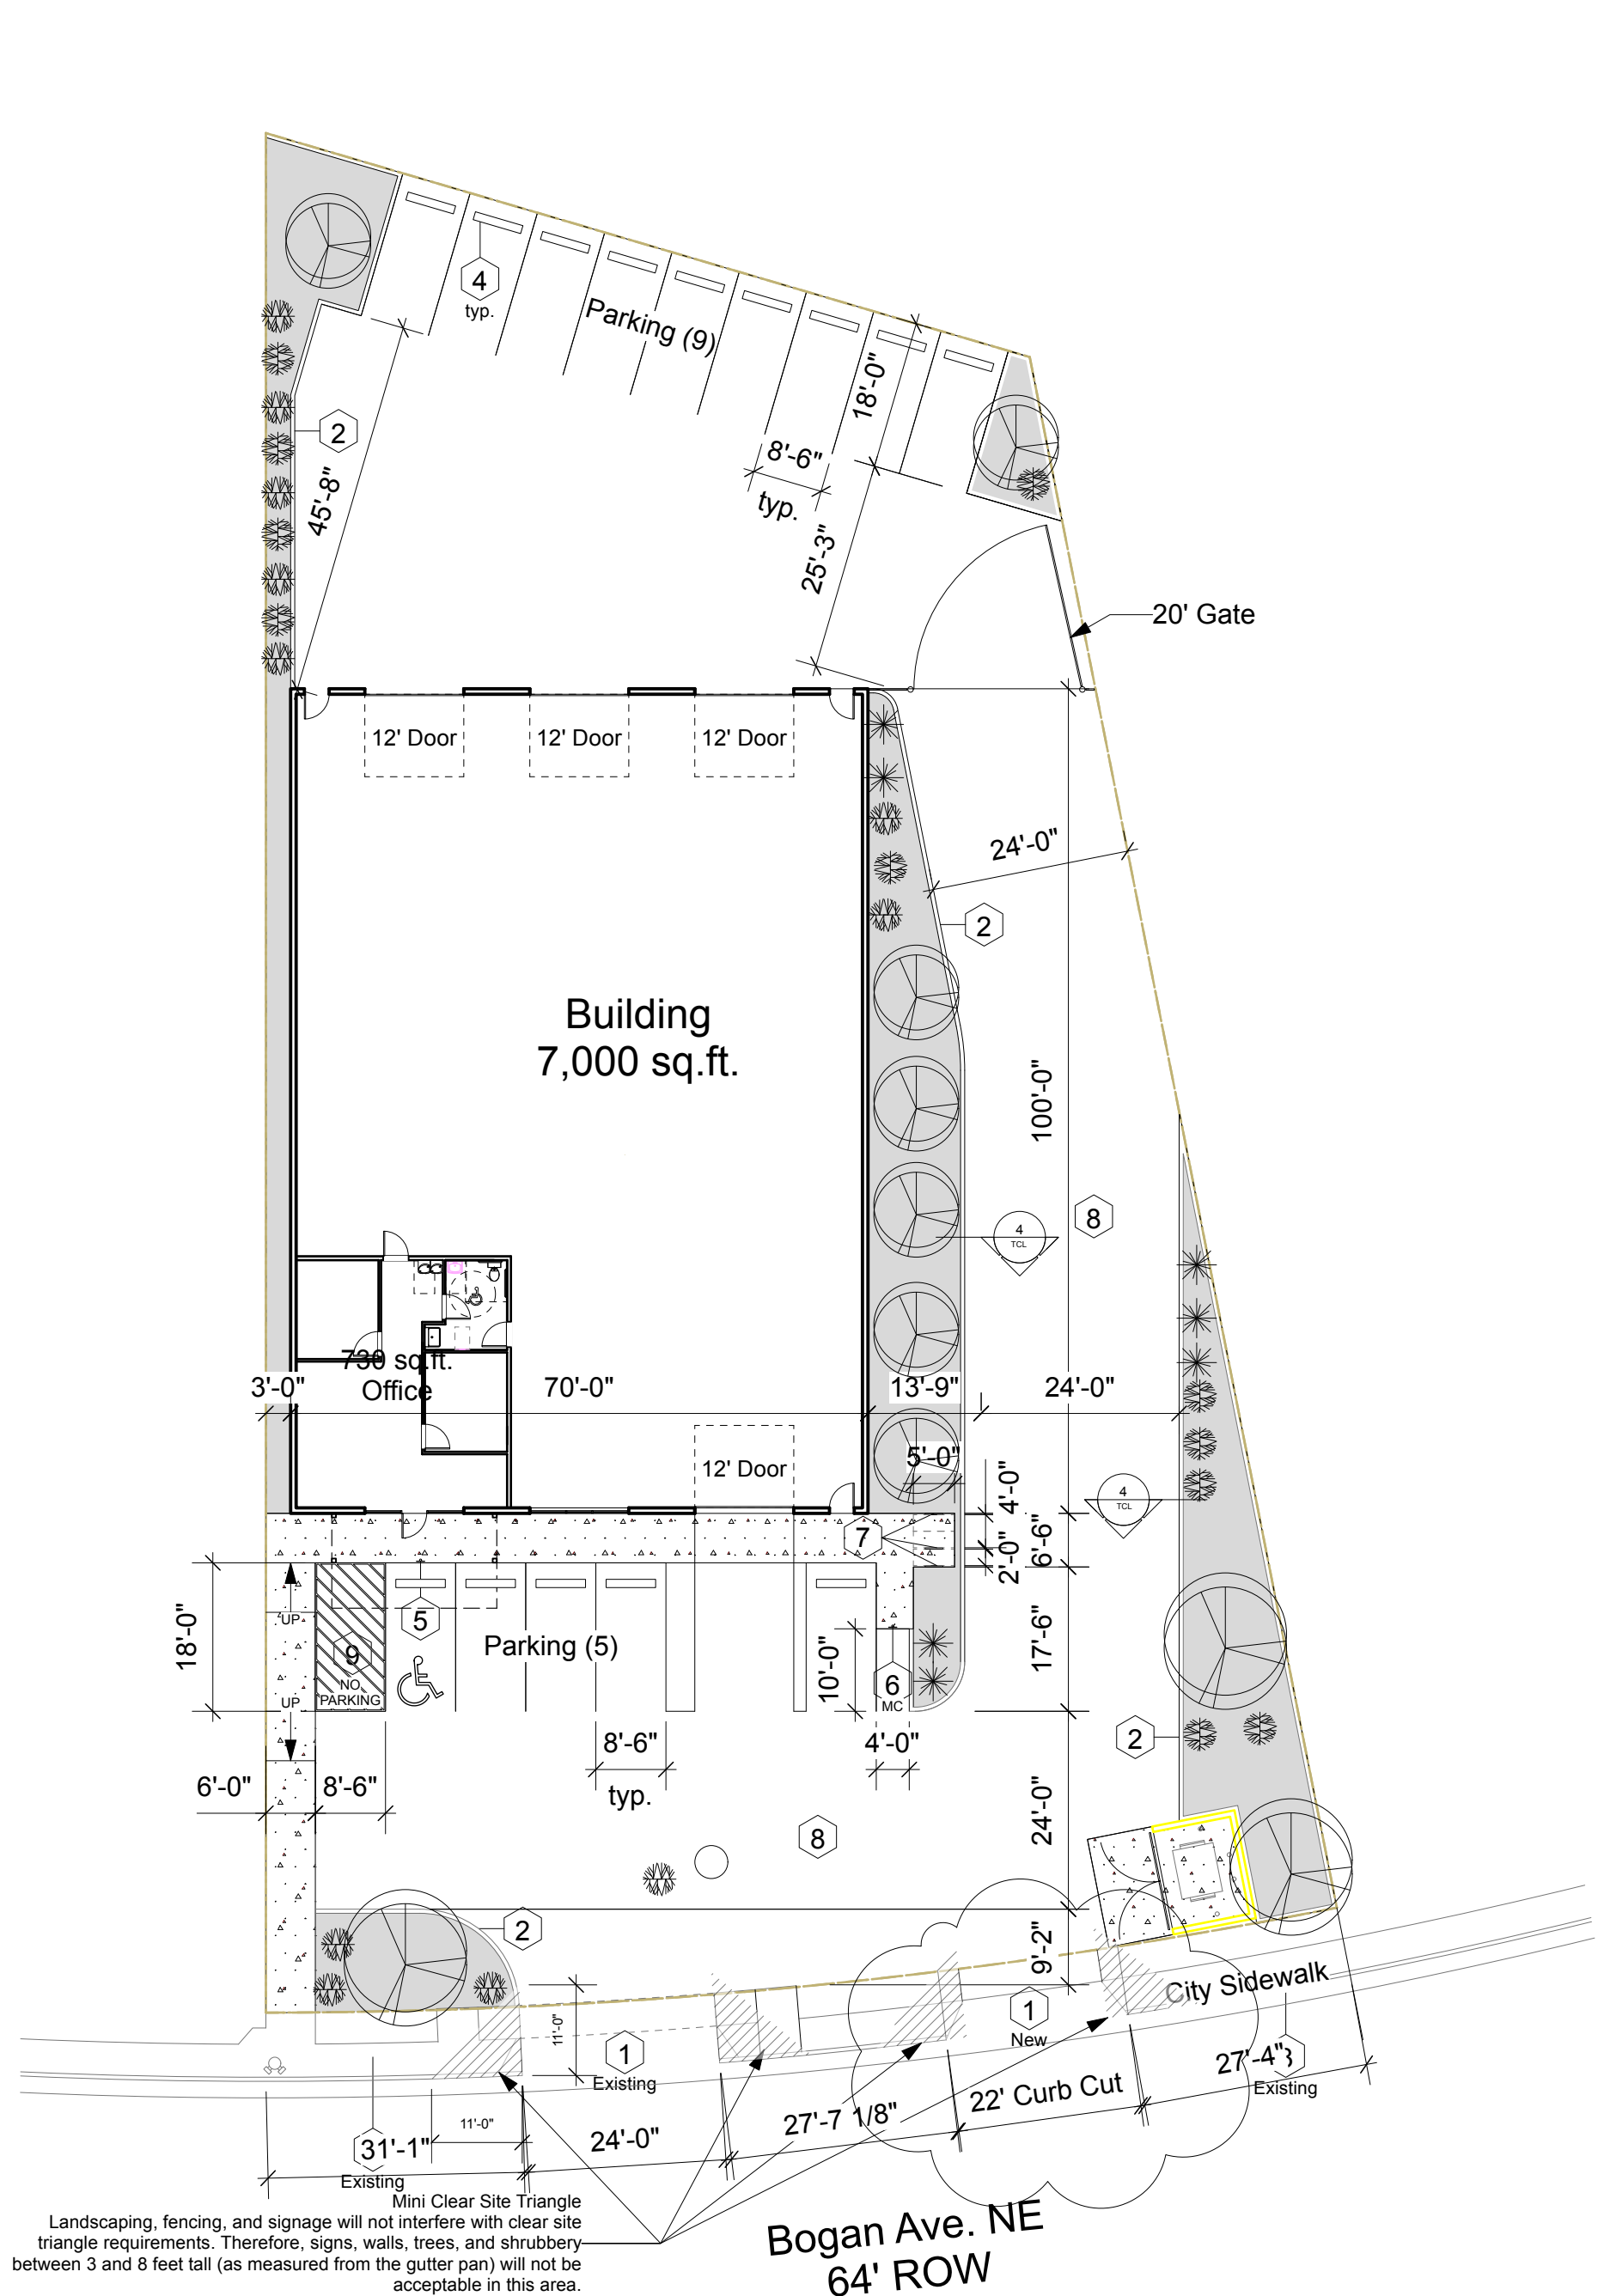 4
typ.
Parking (9)
18'-0"
2
8'-6"
typ.
45'-8"
25'-3"
20' Gate
12' Door
12' Door
12' Door
24'-0"
2
Building
7,000 sq.ft.
100'-0"
8
4
TCL
730 sq.ft.
Office
3'-0"
70'-0"
13'-9"
24'-0"
5'-0"
12' Door
4'-0"
4
TCL
7
2'-0"
6'-6"
UP
5
18'-0"
Parking (5)
17'-6"
9
NO
PARKING
UP
10'-0"
6
MC
2
8'-6"
typ.
4'-0"
6'-0"
8'-6"
24'-0"
8
2
9'-2"
City Sidewalk
1
New
11'-0"
1
Existing
27'-4"
3
Existing
22' Curb Cut
27'-7 1/8"
11'-0"
24'-0"
31'-1"
Existing
Mini Clear Site Triangle
Landscaping, fencing, and signage will not interfere with clear site
triangle requirements. Therefore, signs, walls, trees, and shrubbery
between 3 and 8 feet tall (as measured from the gutter pan) will not be
acceptable in this area.
Bogan Ave. NE
64' ROW